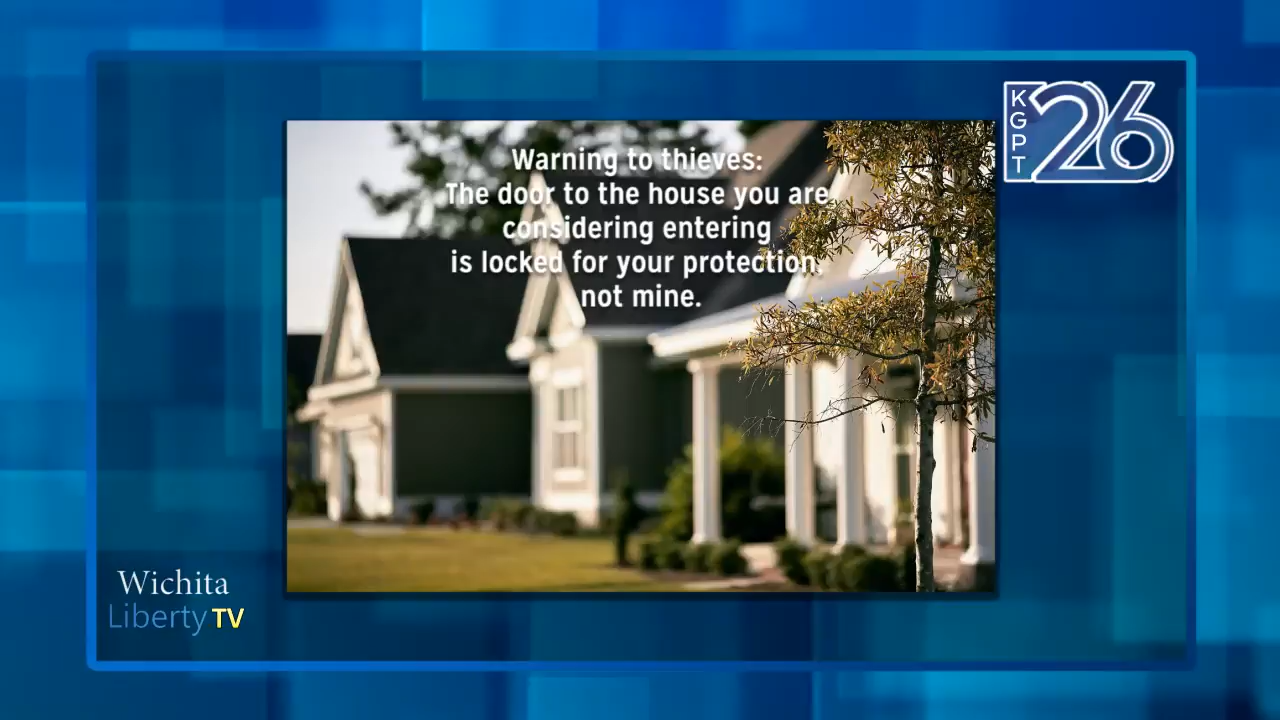 KGPT
26
Warning to thieves:
The door to the house you are
considering entering
is locked for your protection,
not mine.
Wichita
Liberty TV